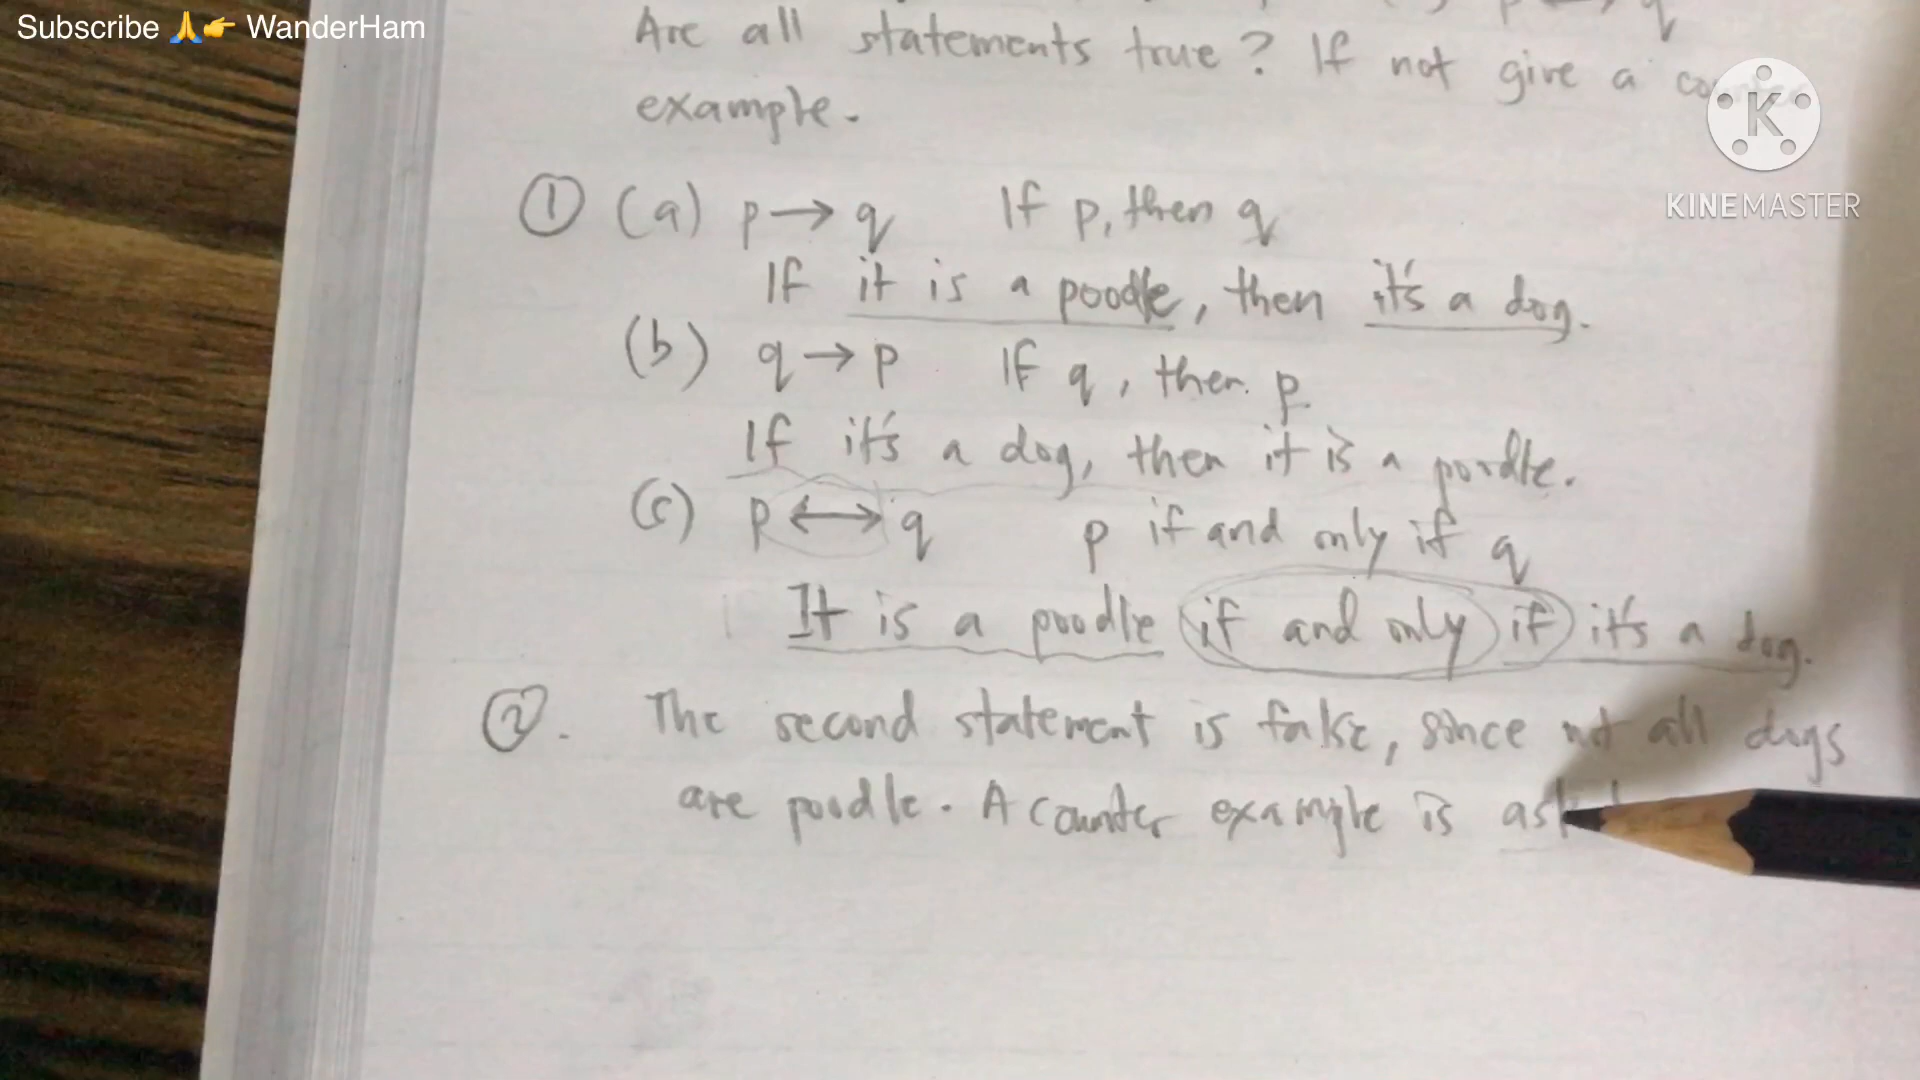 Subscribe 🙏👉 WanderHam
p ⟷ q
Are all statements true? If not give a
example.
KINEMASTER
① (a) p → q If p, then q
If it is a poodle, then it's a dog.
(b) q → p If q, then p
If it's a dog, then it is a poodle.
(c) p ⟷ q p if and only if q
It is a poodle if and only if it's a dog.
②. The second statement is false, since not all dogs
are poodle. A counter example is